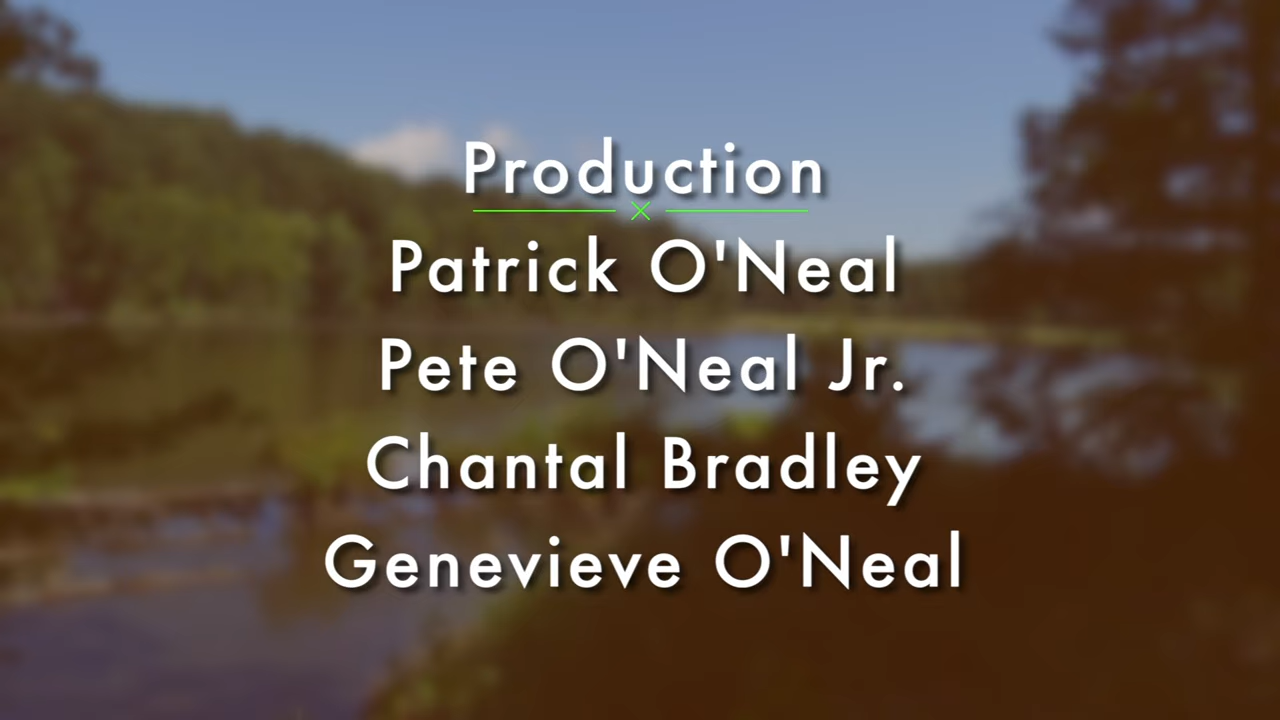 Production
Patrick O'Neal
Pete O'Neal Jr.
Chantal Bradley
Genevieve O'Neal